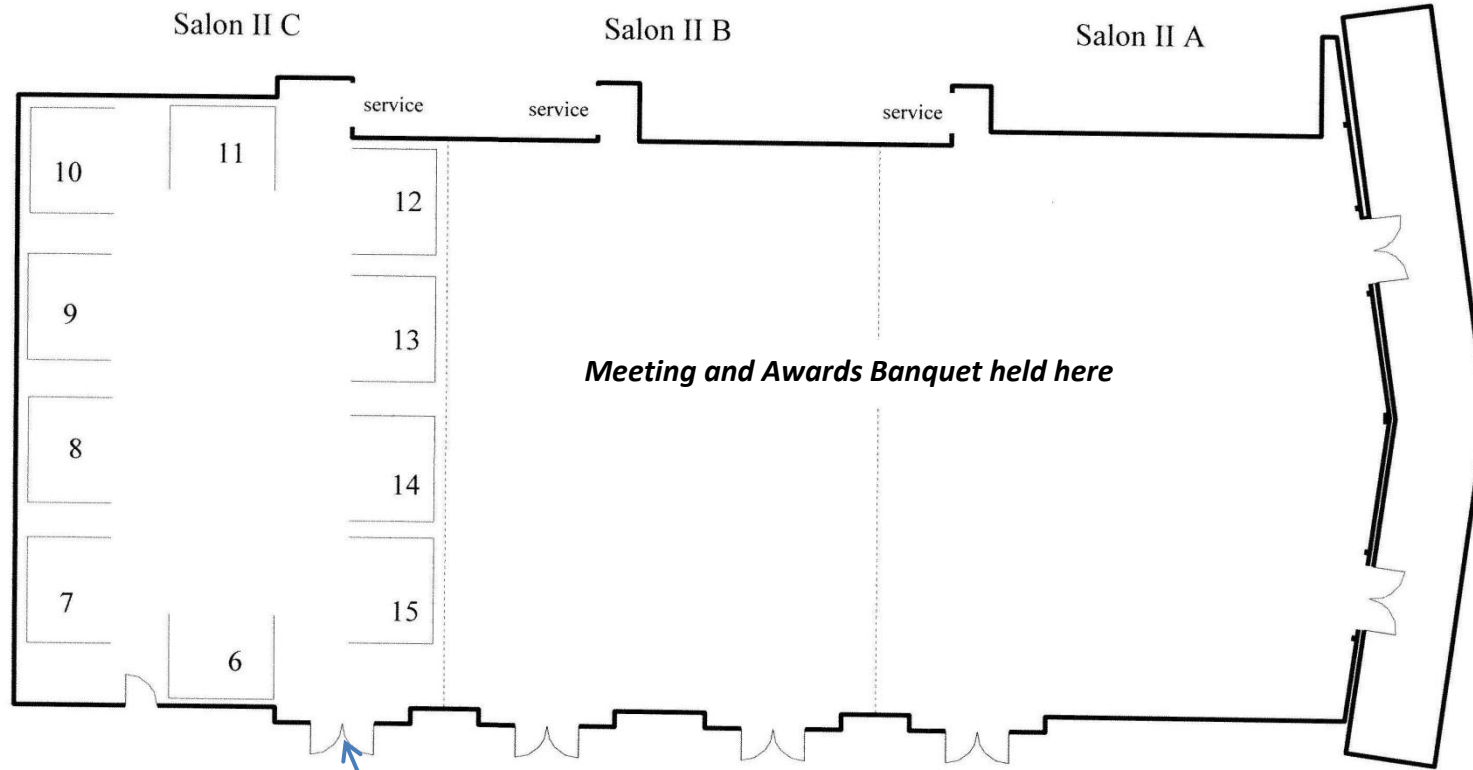 Salon II C
Salon II B
Salon II A
service
service
service
10
11
12
9
13
Meeting and Awards Banquet held here
8
14
7
15
6